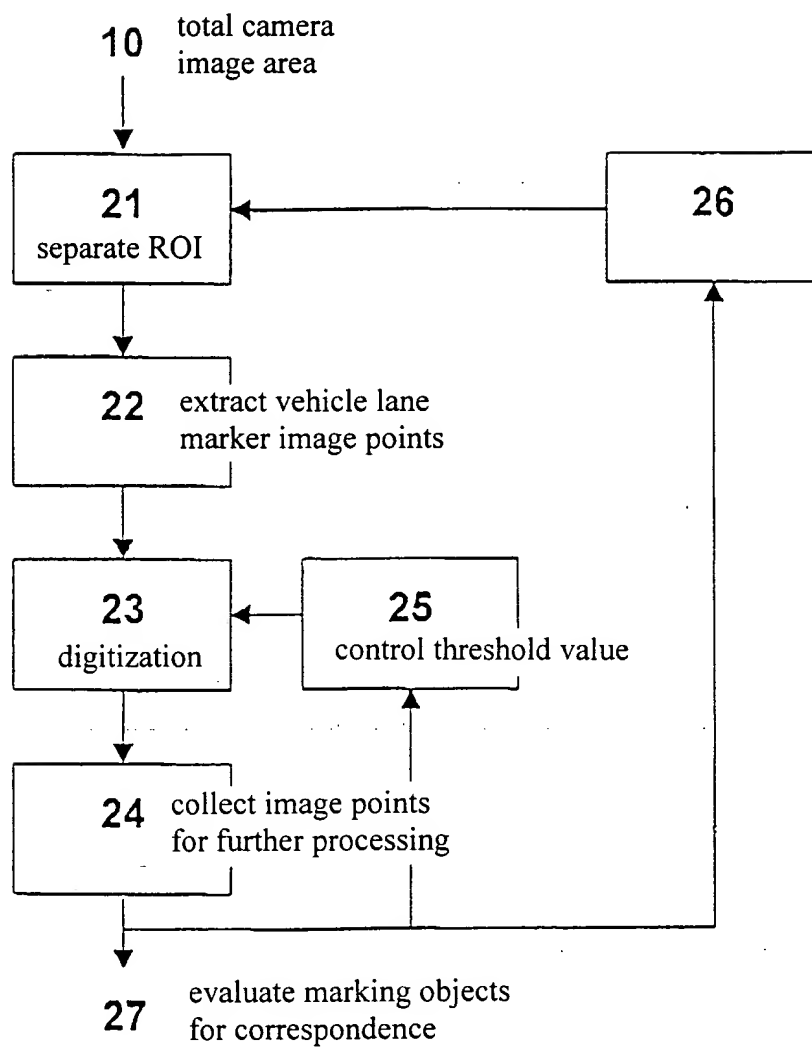 10 total camera
image area
21
separate ROI
26
22 extract vehicle lane
marker image points
23
digitization
25
control threshold value
24 collect image points
for further processing
27 evaluate marking objects
for correspondence